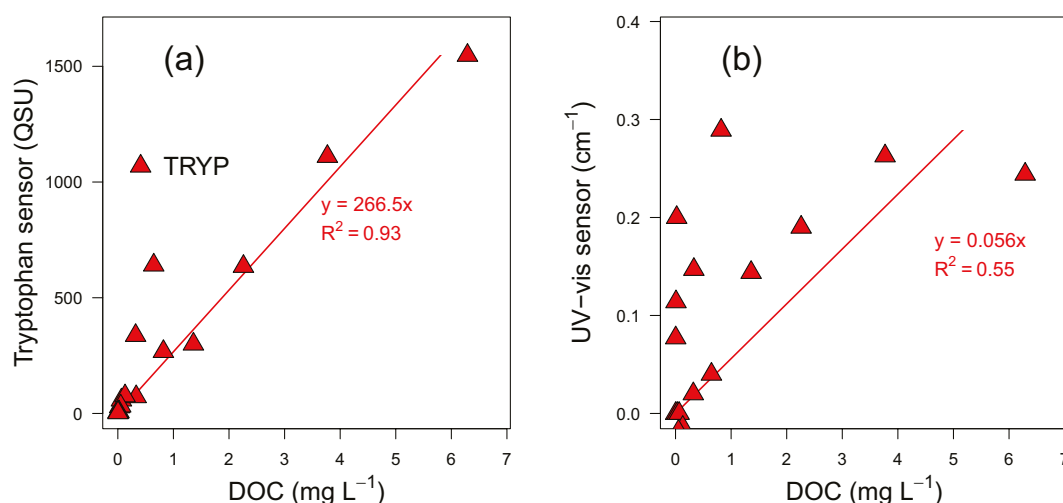 (a)
Tryptophan sensor (QSU)
1500
1000
500
0
TRYP
y = 266.5x
R² = 0.93
0 1 2 3 4 5 6 7
DOC (mg L⁻¹)
(b)
UV−vis sensor (cm⁻¹)
0.4
0.3
0.2
0.1
0.0
y = 0.056x
R² = 0.55
0 1 2 3 4 5 6 7
DOC (mg L⁻¹)